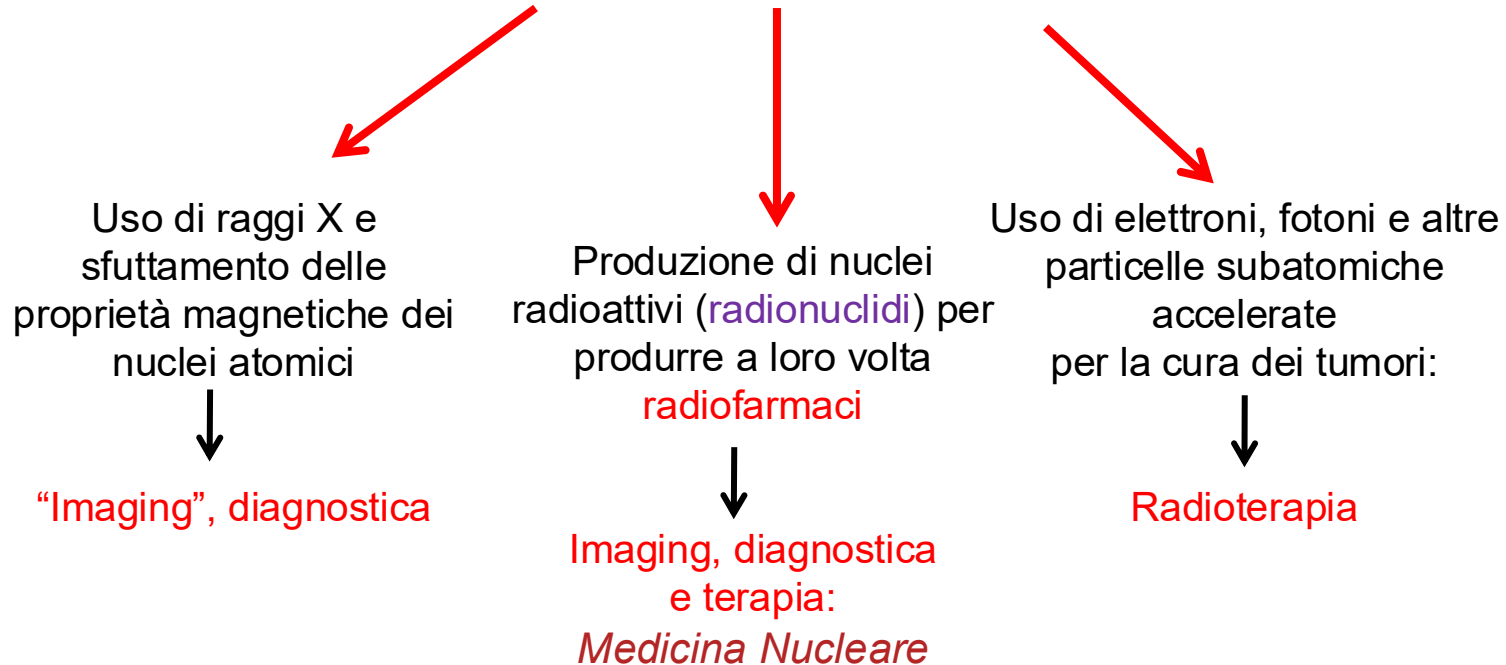 Uso di raggi X e
sfuttamento delle
proprietà magnetiche dei
nuclei atomici
“Imaging”, diagnostica
Produzione di nuclei
radioattivi (radionuclidi) per
produrre a loro volta
radiofarmaci
Imaging, diagnostica
e terapia:
Medicina Nucleare
Uso di elettroni, fotoni e altre
particelle subatomiche
accelerate
per la cura dei tumori:
Radioterapia